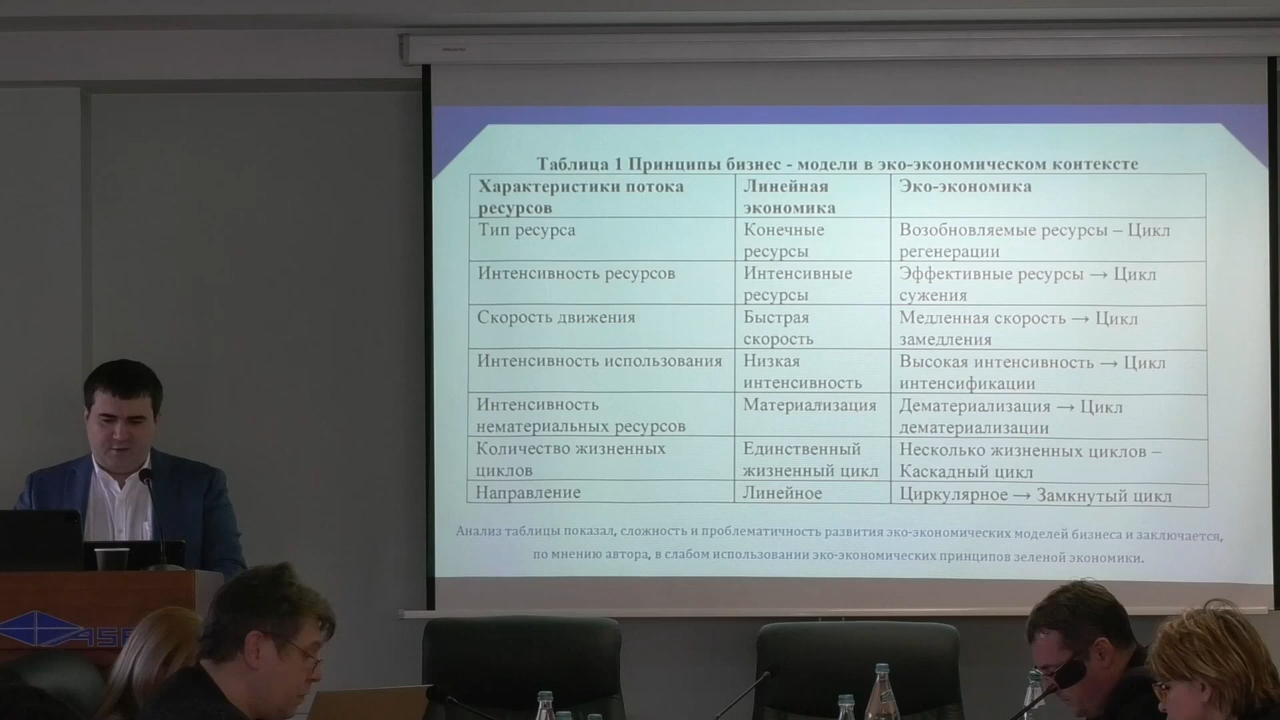 Таблица 1 Принципы бизнес - модели в эко-экономическом контексте
Характеристики потока ресурсов
Линейная экономика
Эко-экономика
Тип ресурса
Конечные ресурсы
Возобновляемые ресурсы – Цикл регенерации
Интенсивность ресурсов
Интенсивные ресурсы
Эффективные ресурсы → Цикл сужения
Скорость движения
Быстрая скорость
Медленная скорость → Цикл замедления
Интенсивность использования
Низкая интенсивность
Высокая интенсивность → Цикл интенсификации
Интенсивность нематериальных ресурсов
Материализация
Дематериализация → Цикл дематериализации
Количество жизненных циклов
Единственный жизненный цикл
Несколько жизненных циклов – Каскадный цикл
Направление
Линейное
Циркулярное → Замкнутый цикл
Анализ таблицы показал, сложность и проблематичность развития эко-экономических моделей бизнеса и заключается,
по мнению автора, в слабом использовании эко-экономических принципов зеленой экономики.